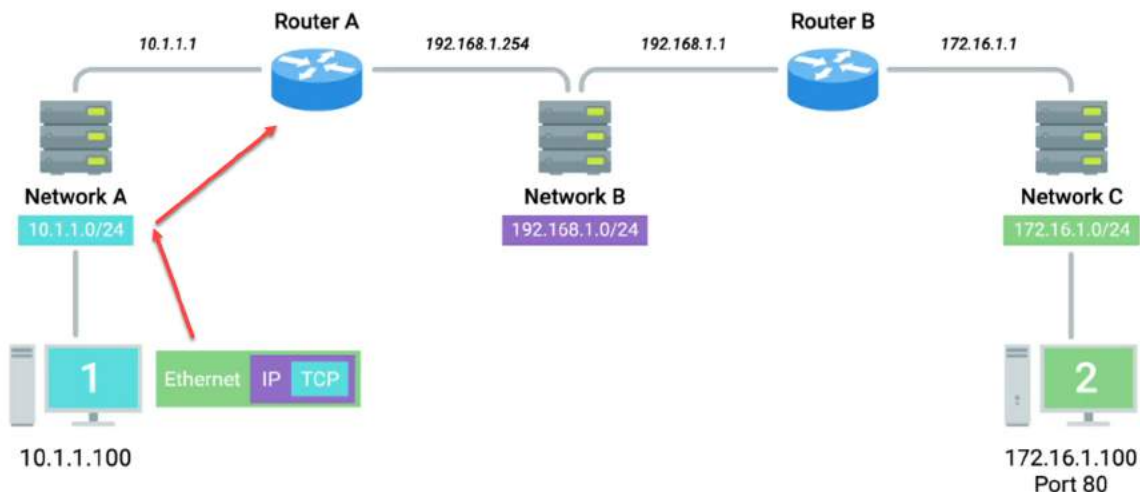 Router A
Router B
10.1.1.1
192.168.1.254
192.168.1.1
172.16.1.1
Network A
Network B
Network C
10.1.1.0/24
192.168.1.0/24
172.16.1.0/24
1
Ethernet IP TCP
2
10.1.1.100
172.16.1.100
Port 80